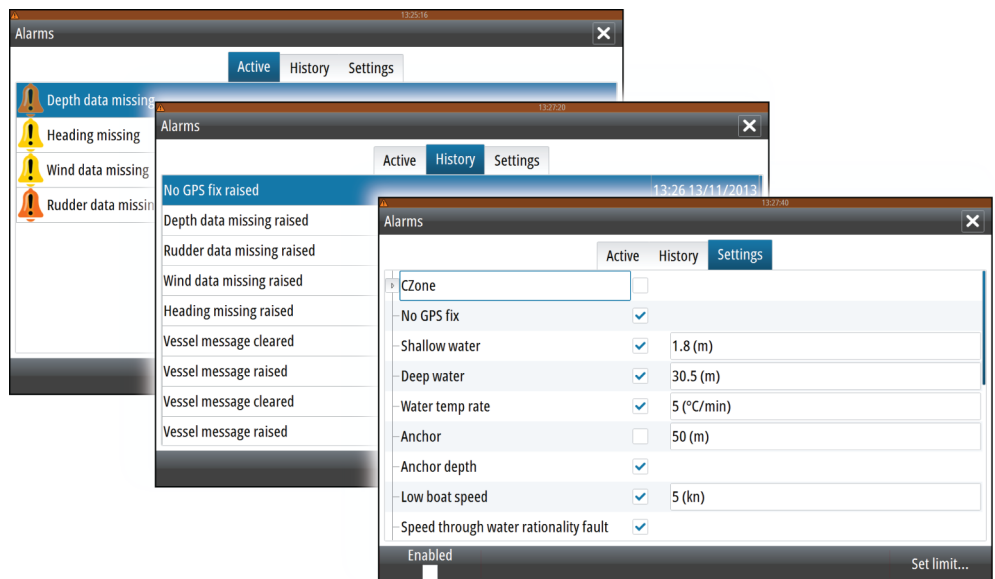 13:25:16
Alarms
Active History Settings
Depth data missing
Heading missing
Wind data missing
Rudder data missin
13:27:20
Alarms
Active History Settings
No GPS fix raised 13:26 13/11/2013
Depth data missing raised
Rudder data missing raised
Wind data missing raised
Heading missing raised
Vessel message cleared
Vessel message raised
Vessel message cleared
Vessel message raised
13:27:40
Alarms
Active History Settings
CZone
No GPS fix
Shallow water 1.8 (m)
Deep water 30.5 (m)
Water temp rate 5 (°C/min)
Anchor 50 (m)
Anchor depth
Low boat speed 5 (kn)
Speed through water rationality fault
Enabled
Set limit...